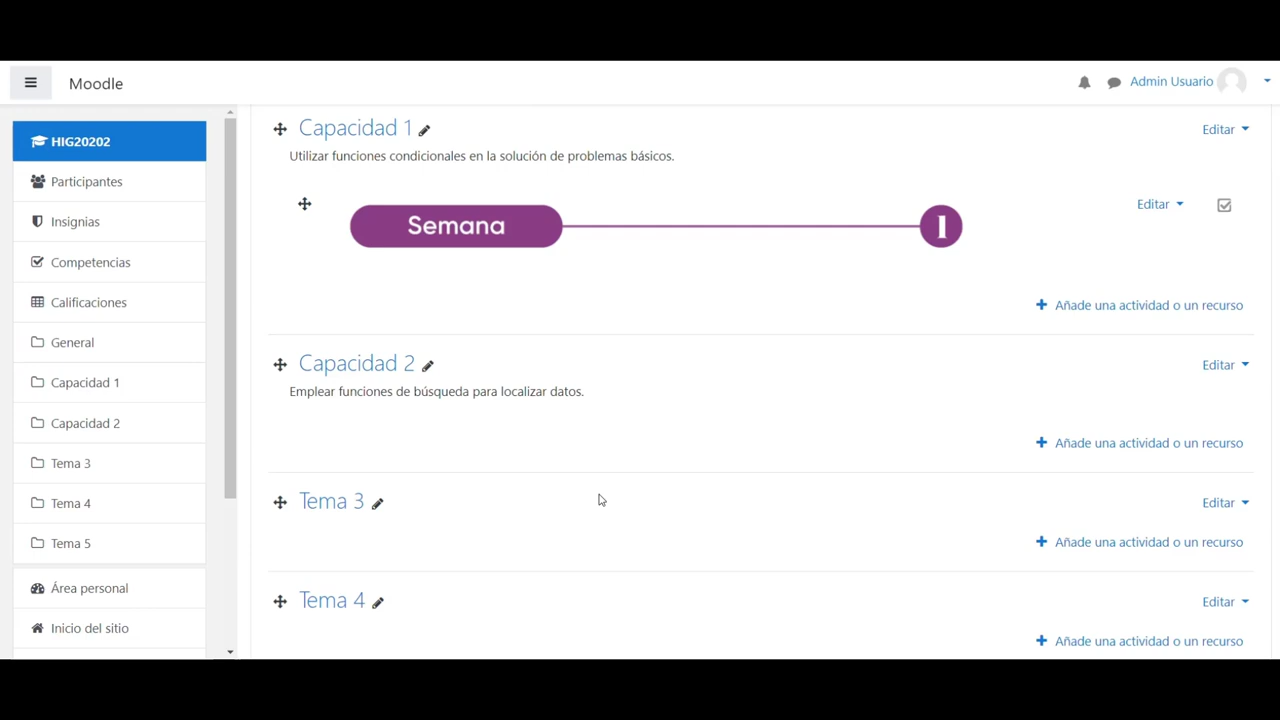 Moodle
Admin Usuario
HIG20202
Participantes
Insignias
Competencias
Calificaciones
General
Capacidad 1
Capacidad 2
Tema 3
Tema 4
Tema 5
Área personal
Inicio del sitio
Capacidad 1
Editar
Utilizar funciones condicionales en la solución de problemas básicos.
Semana 1
Editar
Añade una actividad o un recurso
Capacidad 2
Editar
Emplear funciones de búsqueda para localizar datos.
Añade una actividad o un recurso
Tema 3
Editar
Añade una actividad o un recurso
Tema 4
Editar
Añade una actividad o un recurso